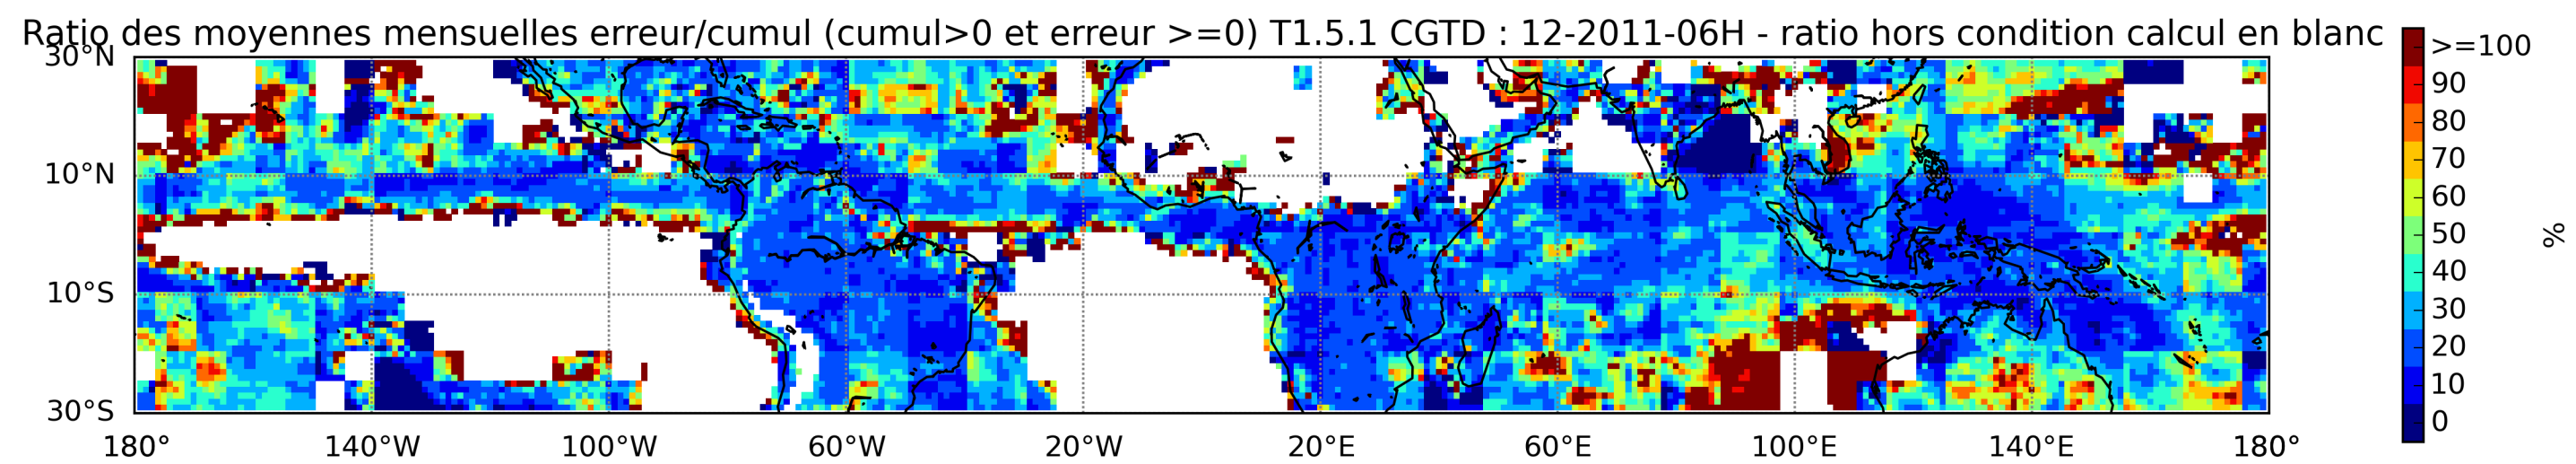 Ratio des moyennes mensuelles erreur/cumul (cumul>0 et erreur >=0) T1.5.1 CGTD : 12-2011-06H - ratio hors condition calcul en blanc
30°N
10°N
10°S
30°S
180°
140°W
100°W
60°W
20°W
20°E
60°E
100°E
140°E
180°
>=100
90
80
70
60
50
40
30
20
10
0
%